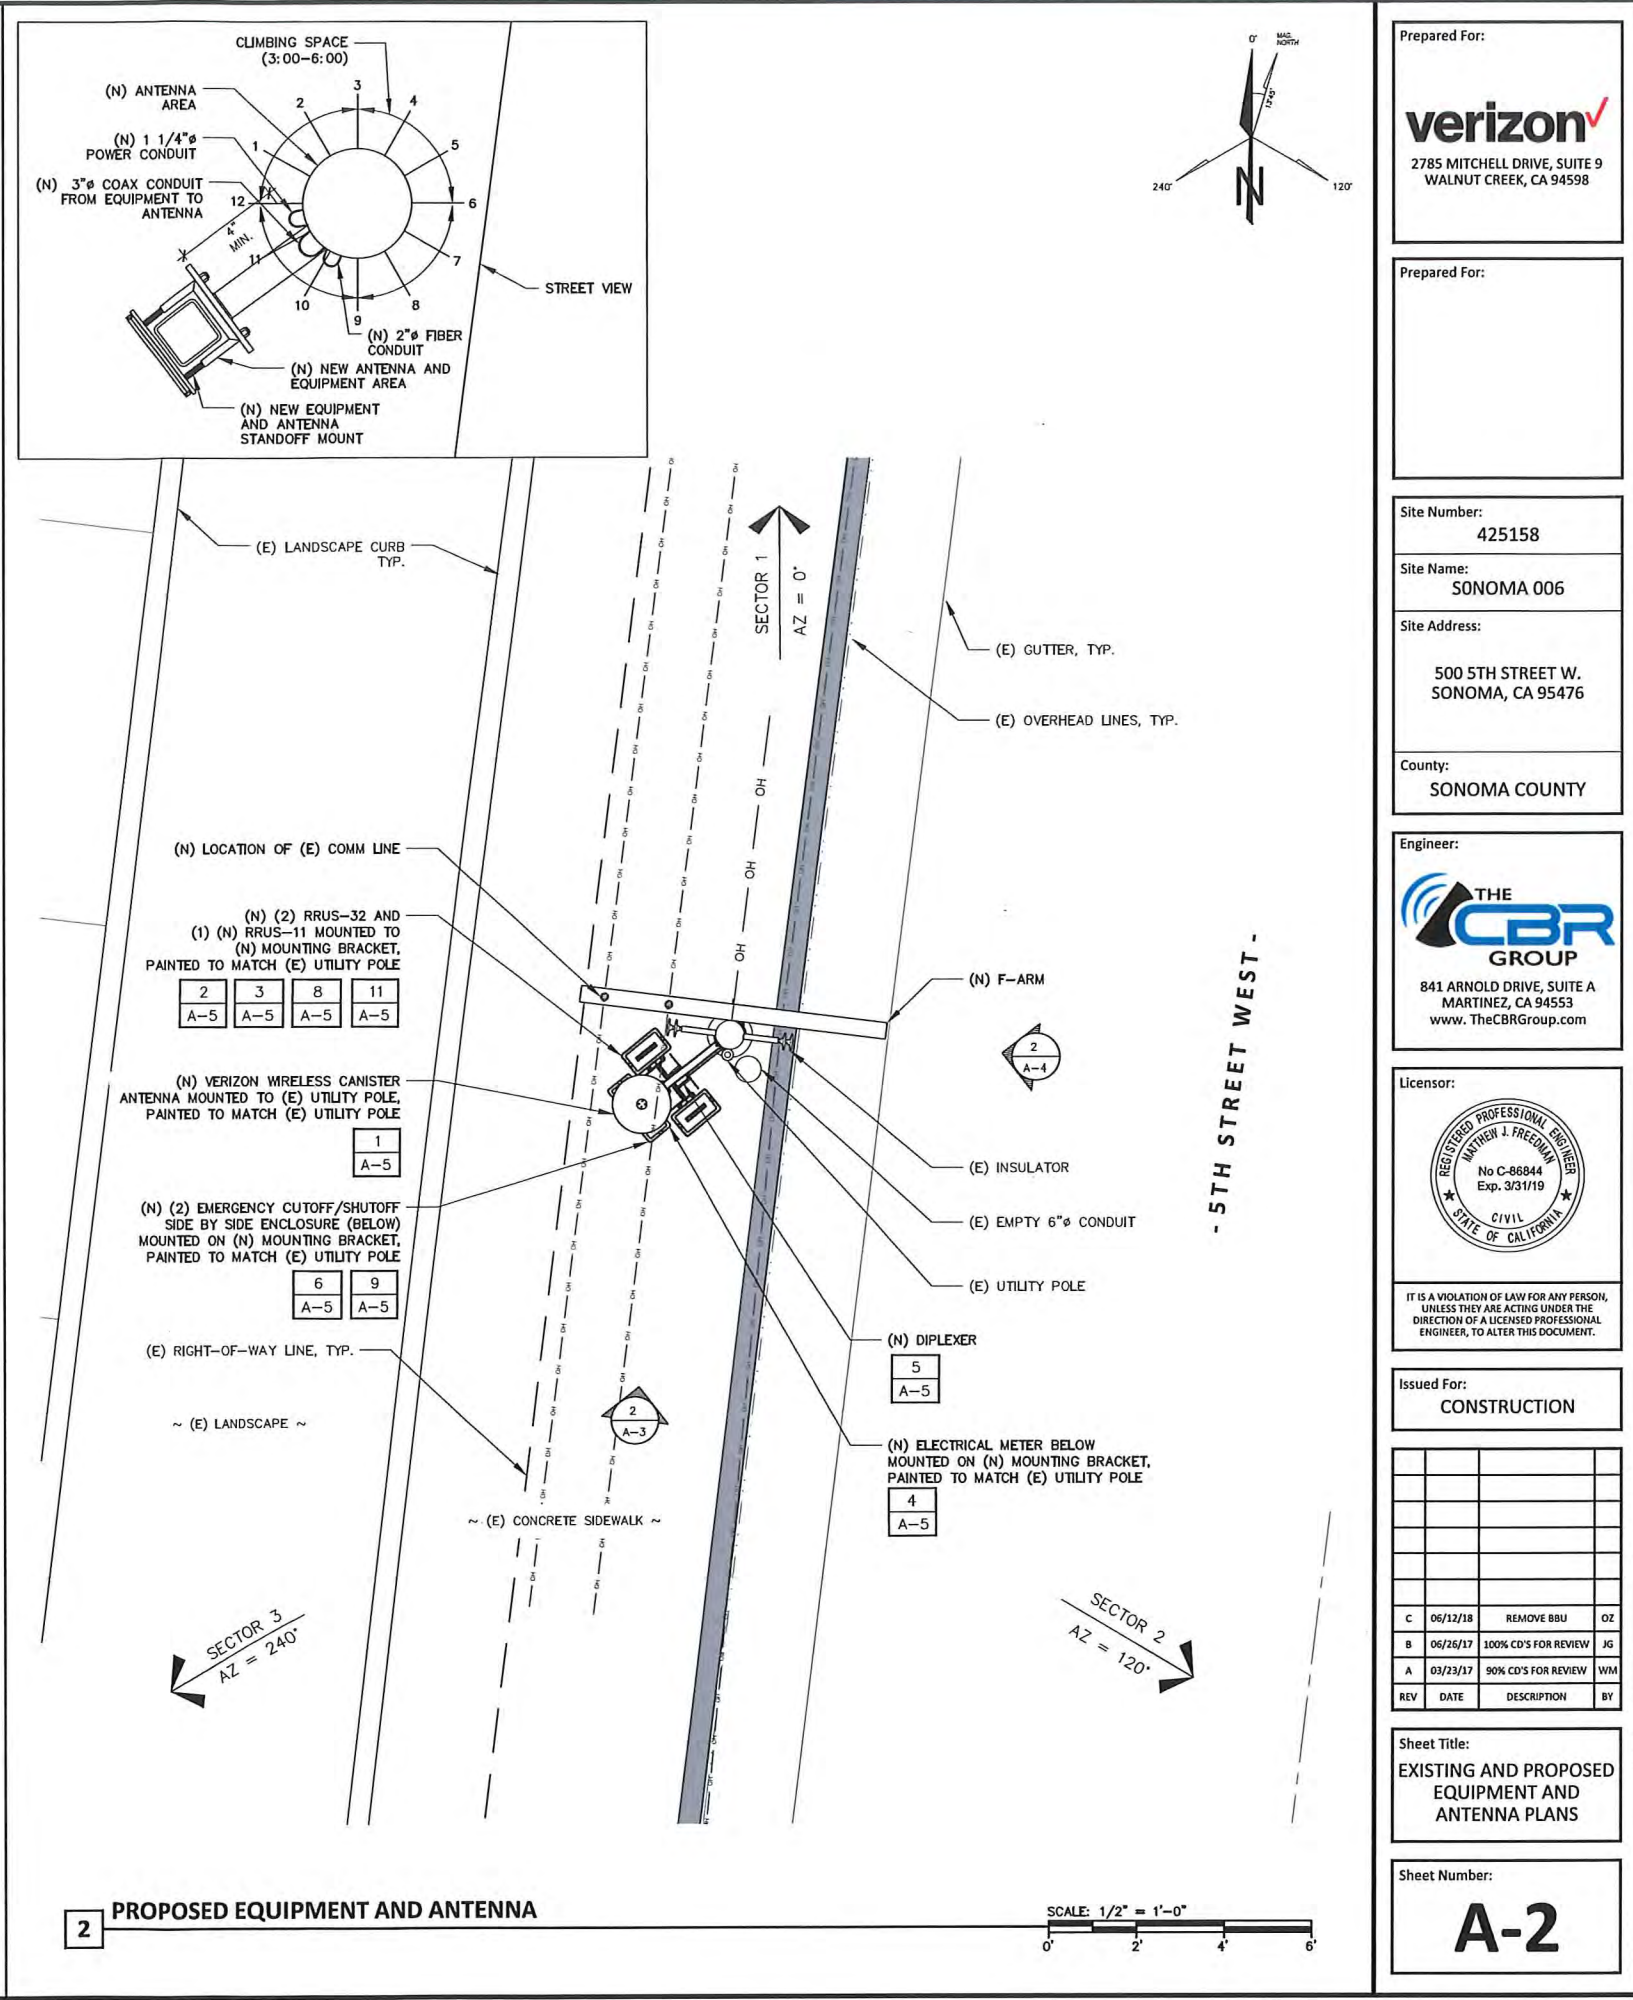 CLIMBING SPACE
(3:00-6:00)
(N) ANTENNA
AREA
(N) 1 1/4"ø
POWER CONDUIT
(N) 3"ø COAX CONDUIT
FROM EQUIPMENT TO
ANTENNA
1
2
3
4
5
6
7
8
9
10
11
12
4"
MIN.
STREET VIEW
(N) 2"ø FIBER
CONDUIT
(N) NEW ANTENNA AND
EQUIPMENT AREA
(N) NEW EQUIPMENT
AND ANTENNA
STANDOFF MOUNT
0°
MAG.
NORTH
13°45'
240°
120°
N
(E) LANDSCAPE CURB
TYP.
SECTOR 1
AZ = 0°
(E) GUTTER, TYP.
(E) OVERHEAD LINES, TYP.
OH
OH
OH
OH
(N) LOCATION OF (E) COMM LINE
(N) (2) RRUS-32 AND
(1) (N) RRUS-11 MOUNTED TO
(N) MOUNTING BRACKET,
PAINTED TO MATCH (E) UTILITY POLE
2 3 8 11
A-5 A-5 A-5 A-5
(N) F-ARM
2
A-4
- 5TH STREET WEST -
(N) VERIZON WIRELESS CANISTER
ANTENNA MOUNTED TO (E) UTILITY POLE,
PAINTED TO MATCH (E) UTILITY POLE
1
A-5
(E) INSULATOR
(E) EMPTY 6"ø CONDUIT
(E) UTILITY POLE
(N) (2) EMERGENCY CUTOFF/SHUTOFF
SIDE BY SIDE ENCLOSURE (BELOW)
MOUNTED ON (N) MOUNTING BRACKET,
PAINTED TO MATCH (E) UTILITY POLE
6 9
A-5 A-5
(N) DIPLEXER
5
A-5
(E) RIGHT-OF-WAY LINE, TYP.
~ (E) LANDSCAPE ~
2
A-3
(N) ELECTRICAL METER BELOW
MOUNTED ON (N) MOUNTING BRACKET,
PAINTED TO MATCH (E) UTILITY POLE
4
A-5
~ (E) CONCRETE SIDEWALK ~
SECTOR 3
AZ = 240°
SECTOR 2
AZ = 120°
2 PROPOSED EQUIPMENT AND ANTENNA
SCALE: 1/2" = 1'-0"
0' 2' 4' 6'
Prepared For:
verizon
2785 MITCHELL DRIVE, SUITE 9
WALNUT CREEK, CA 94598
Prepared For:
Site Number:
425158
Site Name:
SONOMA 006
Site Address:
500 5TH STREET W.
SONOMA, CA 95476
County:
SONOMA COUNTY
Engineer:
THE
CBR
GROUP
841 ARNOLD DRIVE, SUITE A
MARTINEZ, CA 94553
www. TheCBRGroup.com
Licensor:
REGISTERED PROFESSIONAL ENGINEER
MATTHEW J. FREEDMAN
No C-86844
Exp. 3/31/19
CIVIL
STATE OF CALIFORNIA
IT IS A VIOLATION OF LAW FOR ANY PERSON,
UNLESS THEY ARE ACTING UNDER THE
DIRECTION OF A LICENSED PROFESSIONAL
ENGINEER, TO ALTER THIS DOCUMENT.
Issued For:
CONSTRUCTION
C 06/12/18 REMOVE BBU OZ
B 06/26/17 100% CD'S FOR REVIEW JG
A 03/23/17 90% CD'S FOR REVIEW WM
REV DATE DESCRIPTION BY
Sheet Title:
EXISTING AND PROPOSED
EQUIPMENT AND
ANTENNA PLANS
Sheet Number:
A-2